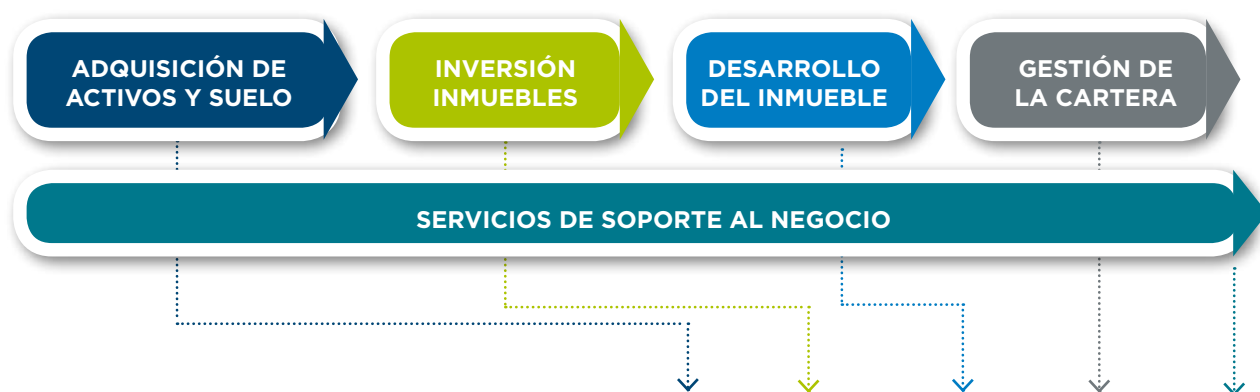 ADQUISICIÓN DE
ACTIVOS Y SUELO
INVERSIÓN
INMUEBLES
DESARROLLO
DEL INMUEBLE
GESTIÓN DE
LA CARTERA
SERVICIOS DE SOPORTE AL NEGOCIO